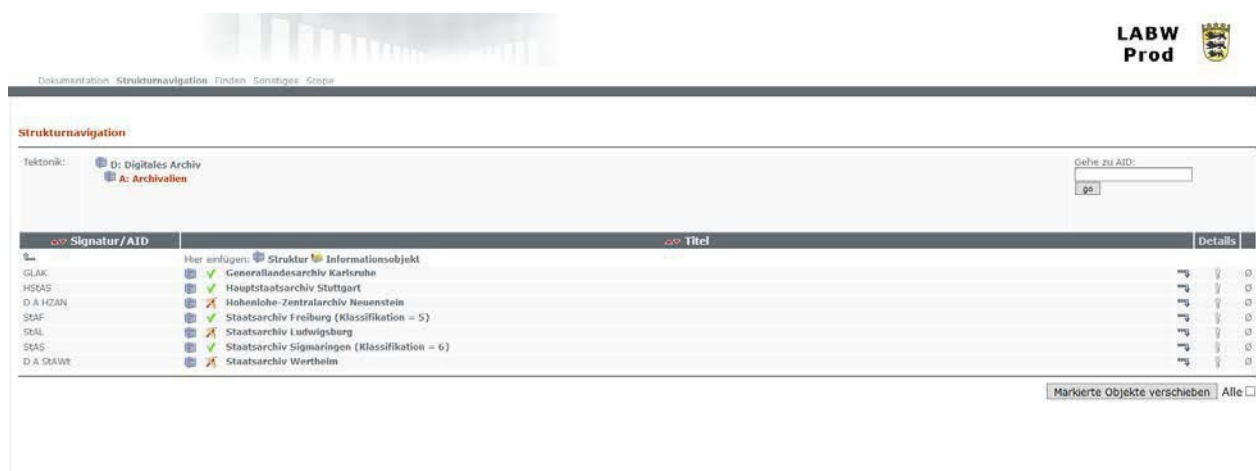 LABW
Prod
Dokumentation Strukturnavigation Finden Sonstiges Scope
Strukturnavigation
Tektonik:
D: Digitales Archiv
A: Archivalien
Gehe zu AID:
go
Signatur/AID Titel Details
Hier einfügen: Struktur Informationsobjekt
GLAK Generallandesarchiv Karlsruhe
HStAS Hauptstaatsarchiv Stuttgart
D A HZAN Hohenlohe-Zentralarchiv Neuenstein
StAF Staatsarchiv Freiburg (Klassifikation = 5)
StAL Staatsarchiv Ludwigsburg
StAS Staatsarchiv Sigmaringen (Klassifikation = 6)
D A StAWt Staatsarchiv Wertheim
Markierte Objekte verschieben Alle